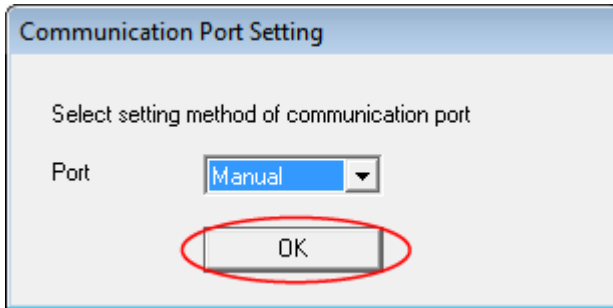 Communication Port Setting
Select setting method of communication port
Port Manual
OK